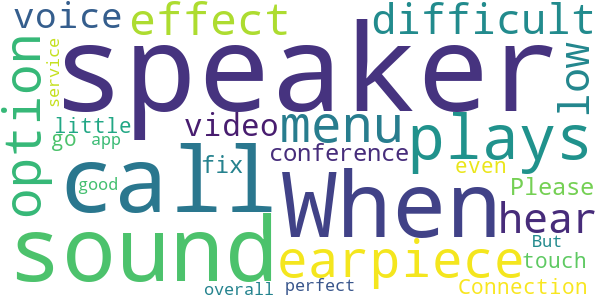 voice
effect
difficult
speaker
service
option
low
little
go
app
video
menu
plays
call
fix
conference
even
good
When
Please
hear
sound
earpiece
But
touch
overall
perfect
Connection